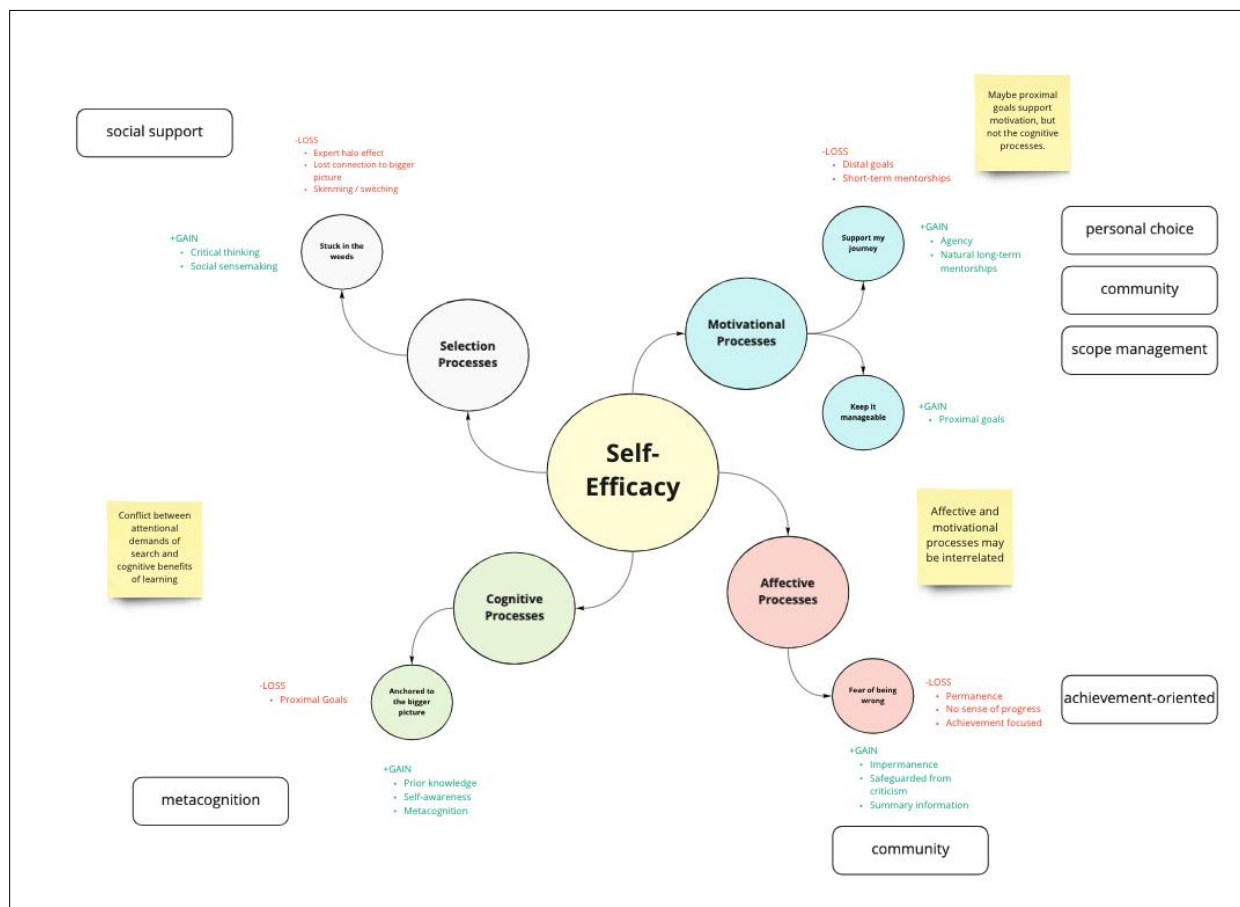 social support
-LOSS
• Expert halo effect
• Lost connection to bigger
picture
• Skimming / switching
+GAIN
• Critical thinking
• Social sensemaking
Stuck in the
weeds
Selection
Processes
Maybe proximal
goals support
motivation, but
not the cognitive
processes.
-LOSS
• Distal goals
• Short-term mentorships
Support my
journey
+GAIN
• Agency
• Natural long-term
mentorships
personal choice
community
scope management
Motivational
Processes
Keep it
manageable
+GAIN
• Proximal goals
Self-
Efficacy
Conflict between
attentional
demands of
search and
cognitive benefits
of learning
Affective and
motivational
processes may
be interrelated
Cognitive
Processes
Affective
Processes
-LOSS
• Proximal Goals
Anchored to
the bigger
picture
+GAIN
• Prior knowledge
• Self-awareness
• Metacognition
metacognition
Fear of being
wrong
-LOSS
• Permanence
• No sense of progress
• Achievement focused
achievement-oriented
+GAIN
• Impermanence
• Safeguarded from
criticism
• Summary information
community